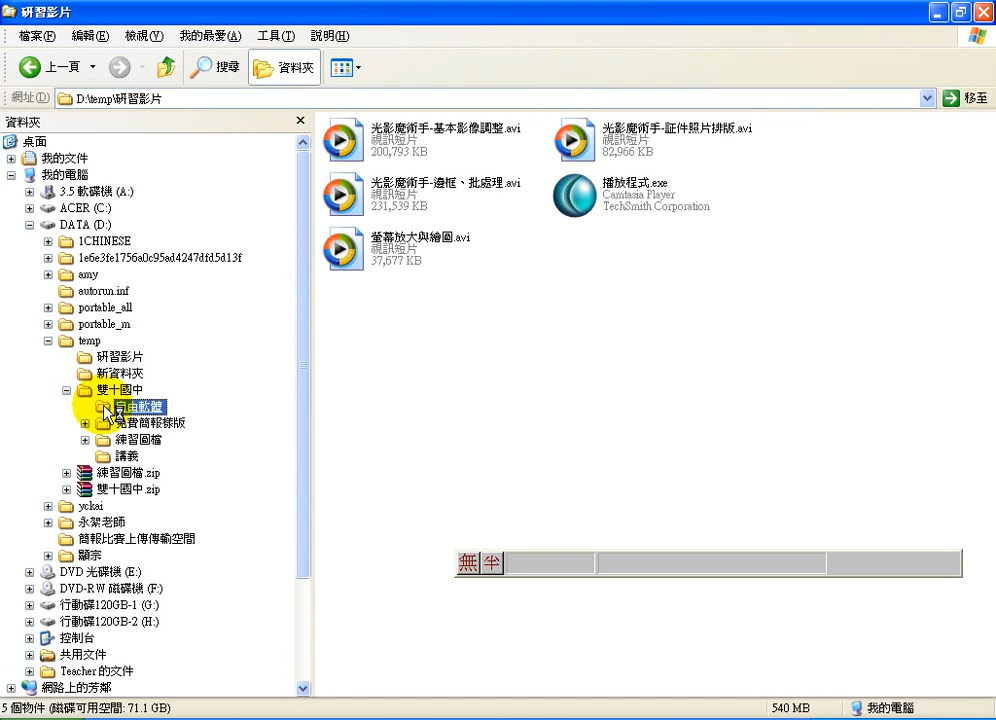 研習影片
檔案(F) 編輯(E) 檢視(V) 我的最愛(A) 工具(T) 說明(H)
上一頁 搜尋 資料夾
網址(D) D:\temp\研習影片 移至
資料夾
桌面
我的文件
我的電腦
3.5 軟碟機 (A:)
ACER (C:)
DATA (D:)
1CHINESE
1e6e3fe1756a0c95ad4247dfd5d13f
amy
autorun.inf
portable_all
portable_m
temp
研習影片
新資料夾
雙十國中
自由軟體
免費簡報樣版
練習圖檔
講義
練習圖檔.zip
雙十國中.zip
yckai
永絜老師
簡報比賽上傳傳輸空間
顯宗
DVD 光碟機 (E:)
DVD-RW 磁碟機 (F:)
行動碟120GB-1 (G:)
行動碟120GB-2 (H:)
控制台
共用文件
Teacher 的文件
網路上的芳鄰
光影魔術手-基本影像調整.avi
視訊短片
200,793 KB
光影魔術手-証件照片排版.avi
視訊短片
82,966 KB
光影魔術手-邊框、批處理.avi
視訊短片
231,539 KB
播放程式.exe
Camtasia Player
TechSmith Corporation
螢幕放大與繪圖.avi
視訊短片
37,677 KB
無 半
5 個物件 (磁碟可用空間: 71.1 GB) 540 MB 我的電腦